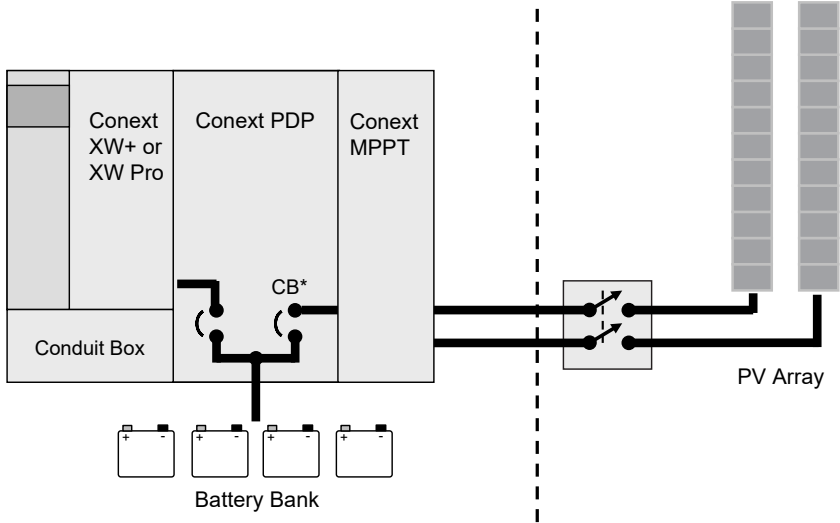 Conext
XW+ or
XW Pro
Conext PDP
Conext
MPPT
CB*
Conduit Box
PV Array
+ -
+ -
+ -
+ -
Battery Bank